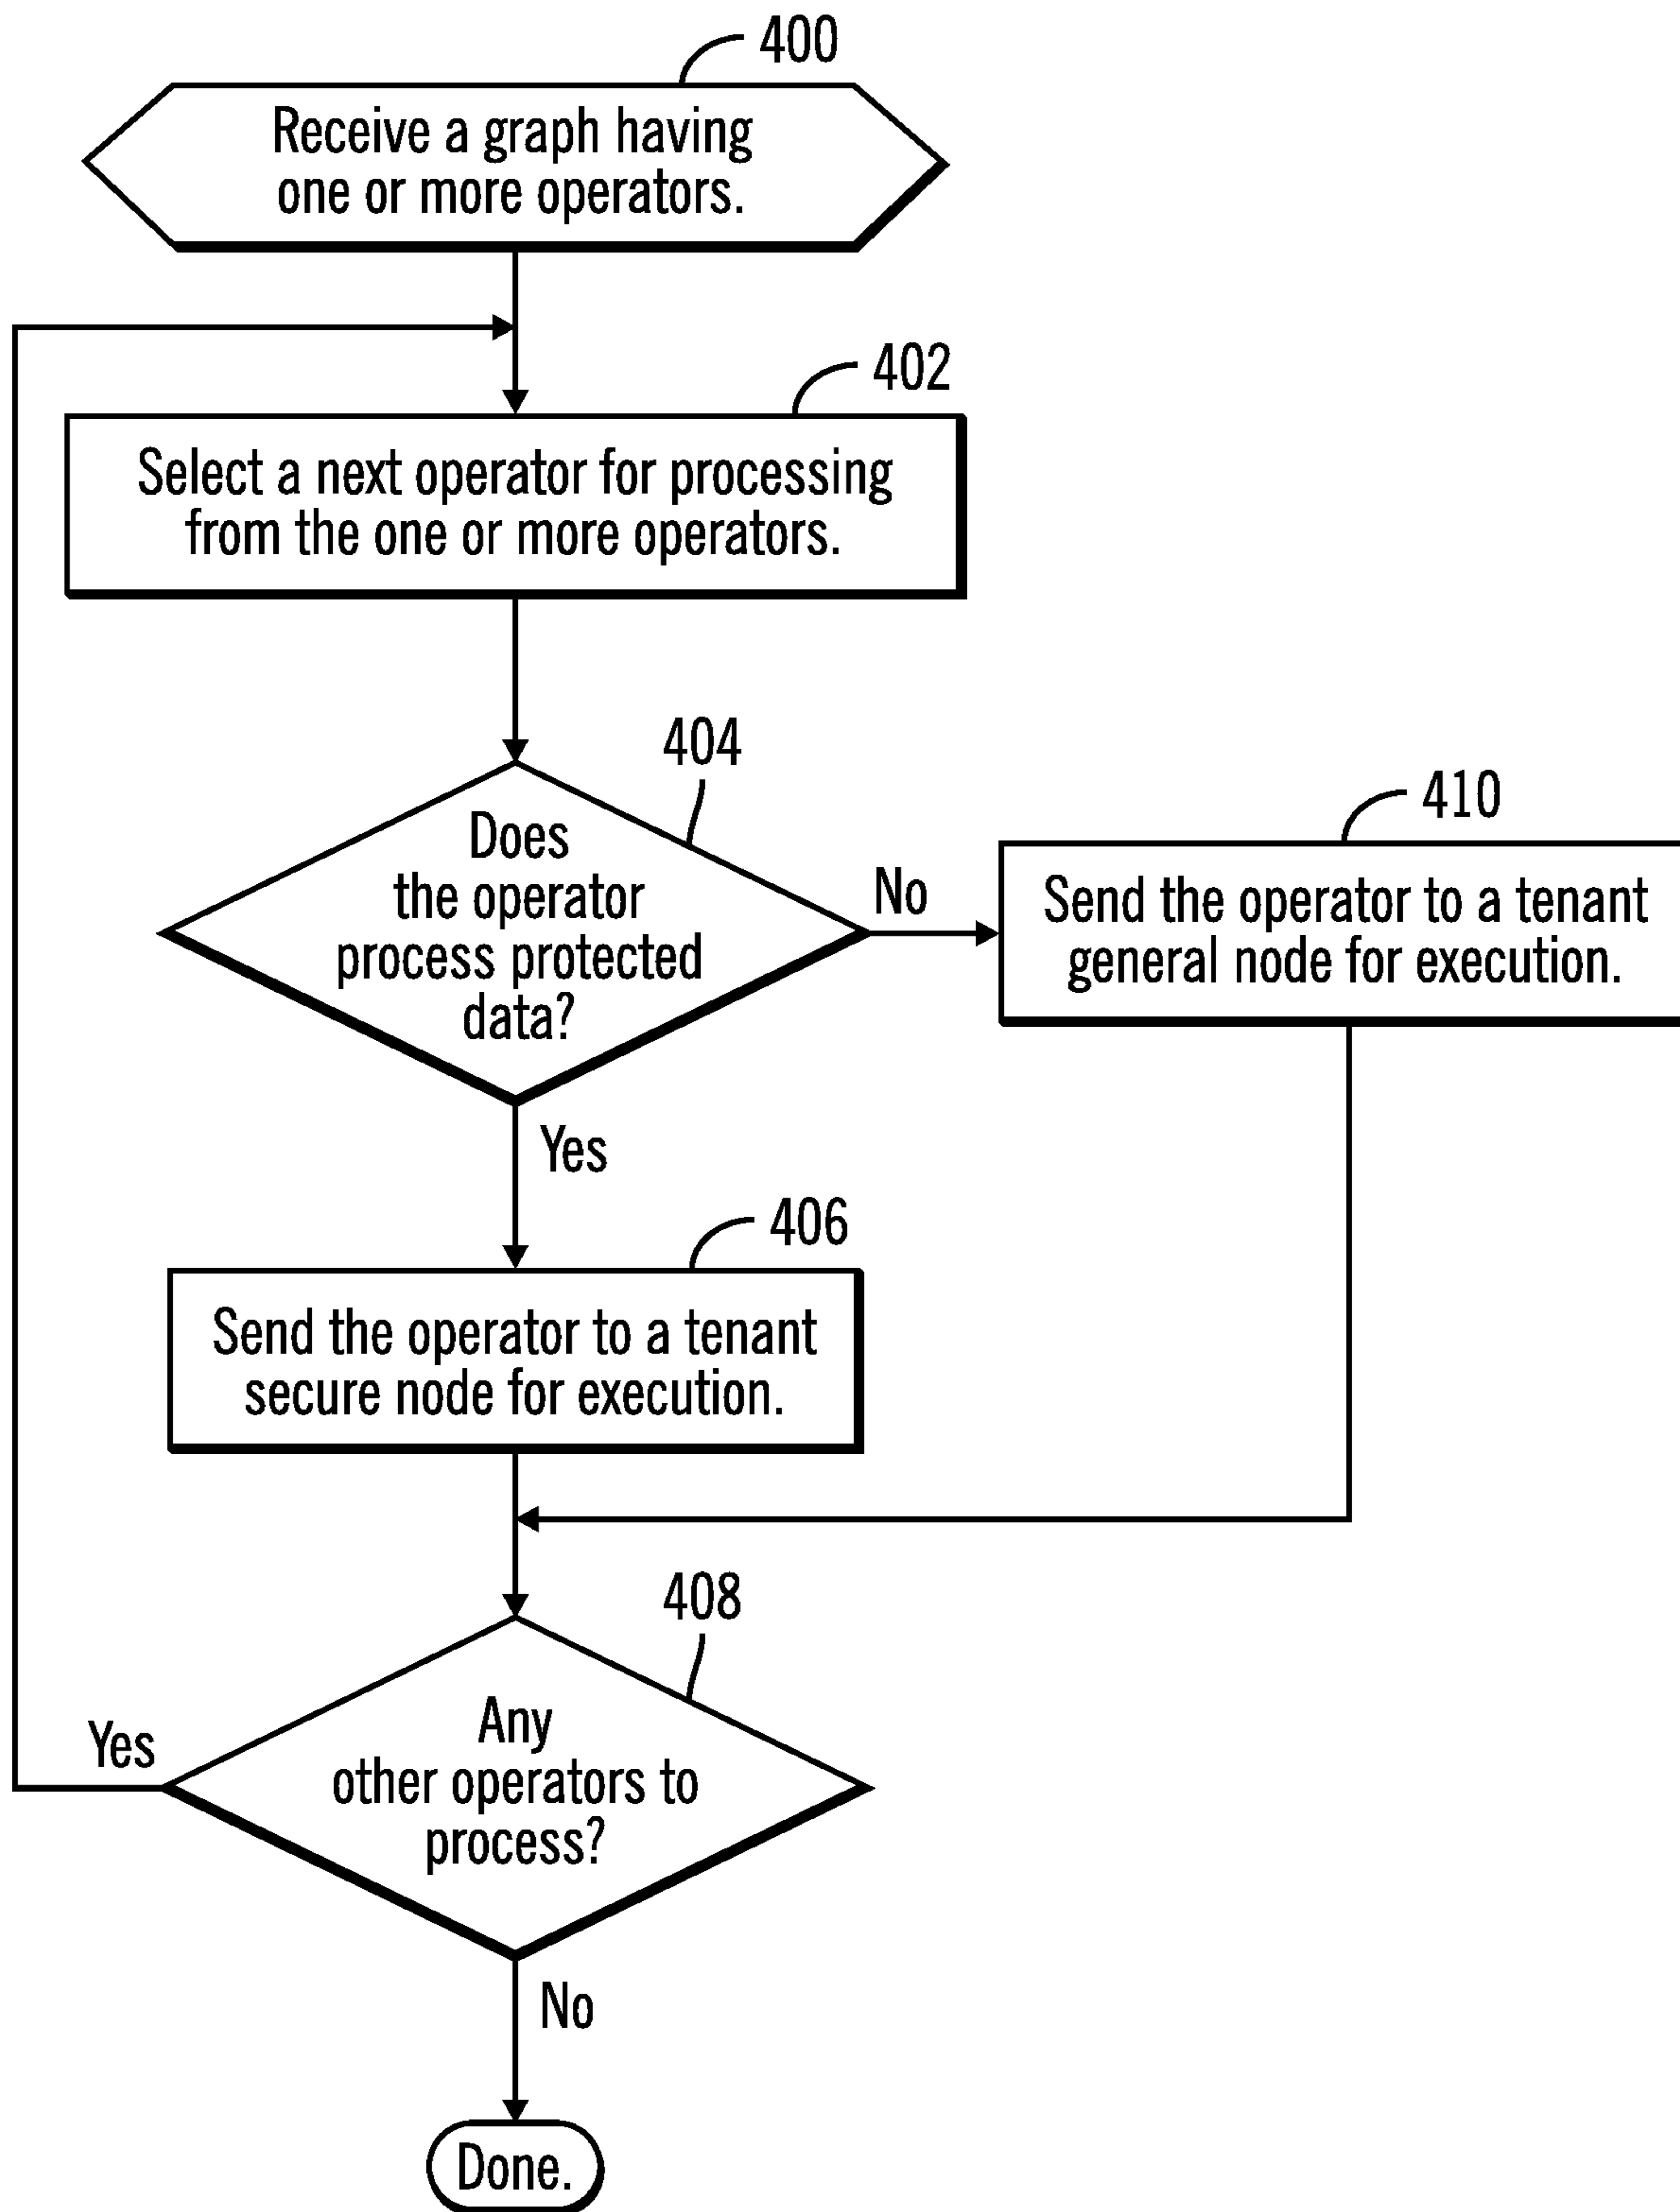 400
Receive a graph having
one or more operators.
402
Select a next operator for processing
from the one or more operators.
404
Does
the operator
process protected
data?
No
410
Send the operator to a tenant
general node for execution.
Yes
406
Send the operator to a tenant
secure node for execution.
408
Any
other operators to
process?
Yes
No
Done.